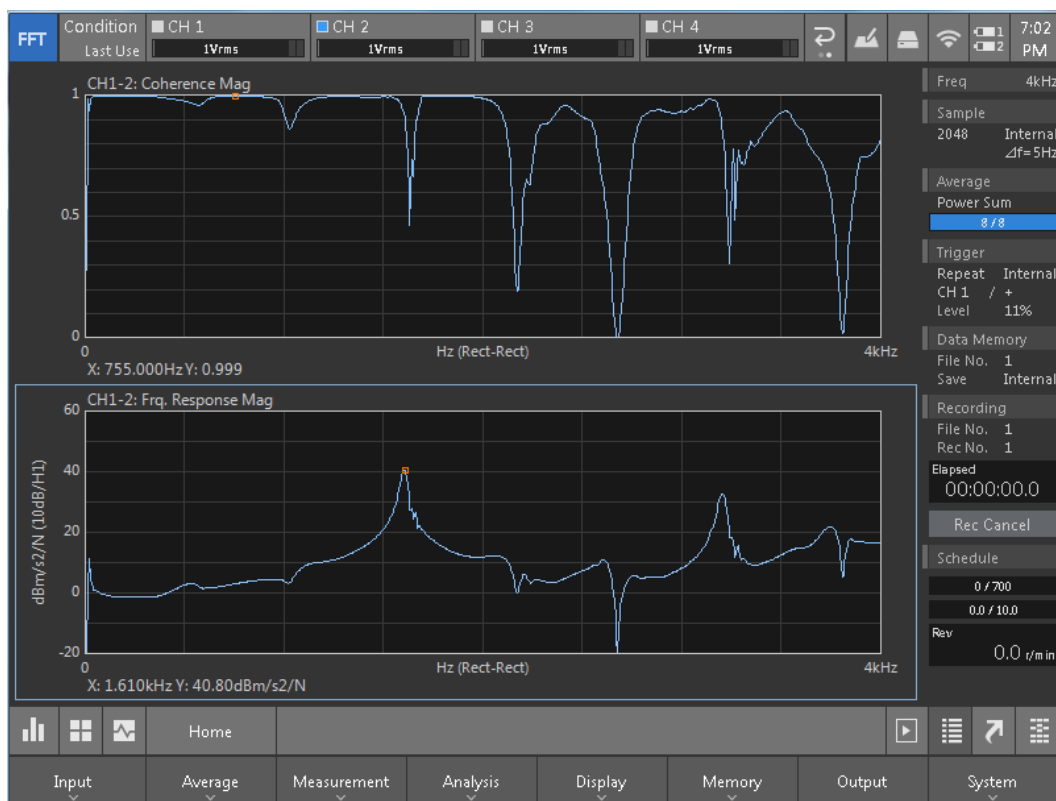 FFT
Condition
Last Use
CH 1
1Vrms
CH 2
1Vrms
CH 3
1Vrms
CH 4
1Vrms
1
2
7:02
PM
CH1-2: Coherence Mag
1
0.5
0
0 Hz (Rect-Rect) 4kHz
X: 755.000HzY: 0.999
CH1-2: Frq. Response Mag
60
40
20
0
-20
dBm/s2/N (10dB/H1)
0 Hz (Rect-Rect) 4kHz
X: 1.610kHz Y: 40.80dBm/s2/N
Freq 4kHz
Sample
2048 Internal
⊿f=5Hz
Average
Power Sum
8 / 8
Trigger
Repeat Internal
CH 1 / +
Level 11%
Data Memory
File No. 1
Save Internal
Recording
File No. 1
Rec No. 1
Elapsed
00:00:00.0
Rec Cancel
Schedule
0 / 700
0.0 / 10.0
Rev
0.0 r/min
Home
Input Average Measurement Analysis Display Memory Output System